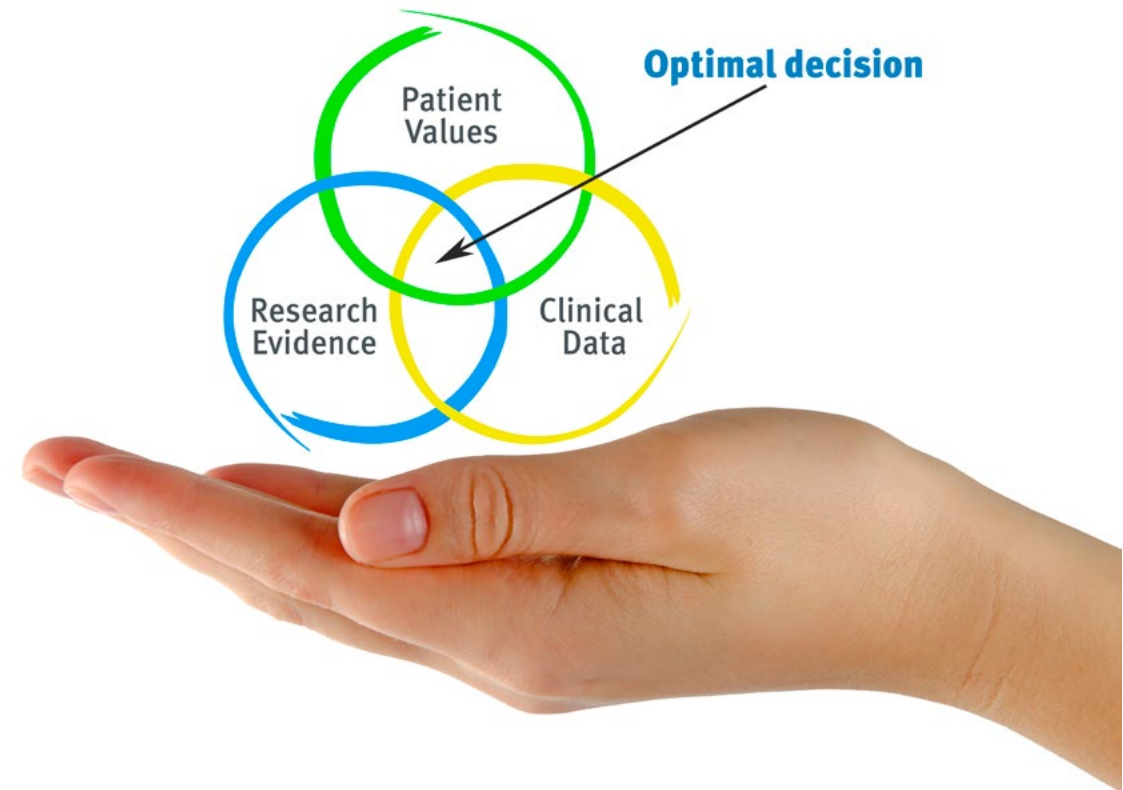 Optimal decision
Patient
Values
Research
Evidence
Clinical
Data